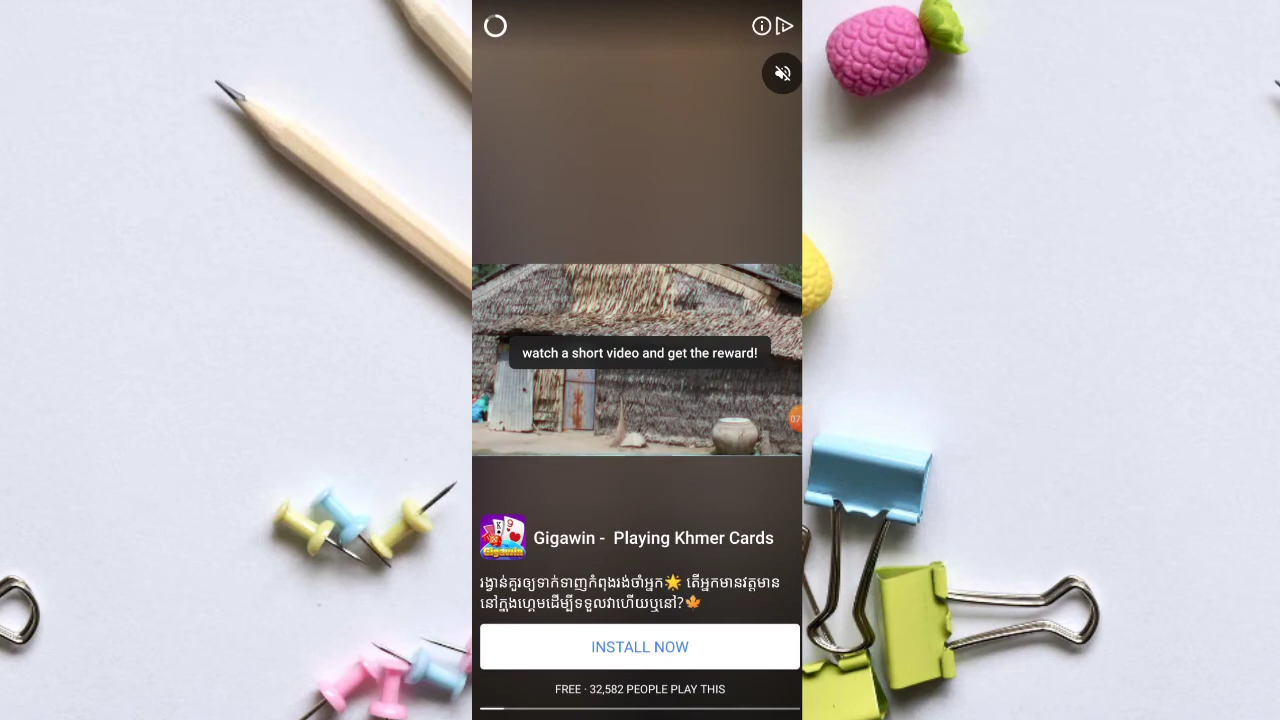 watch a short video and get the reward!
07
Gigawin
Gigawin - Playing Khmer Cards
រង្វាន់គួរឲ្យទាក់ទាញកំពុងរង់ចាំអ្នក🌟 តើអ្នកមានវត្តមាន
នៅក្នុងហ្គេមដើម្បីទទួលវាហើយឬនៅ?🍁
INSTALL NOW
FREE · 32,582 PEOPLE PLAY THIS